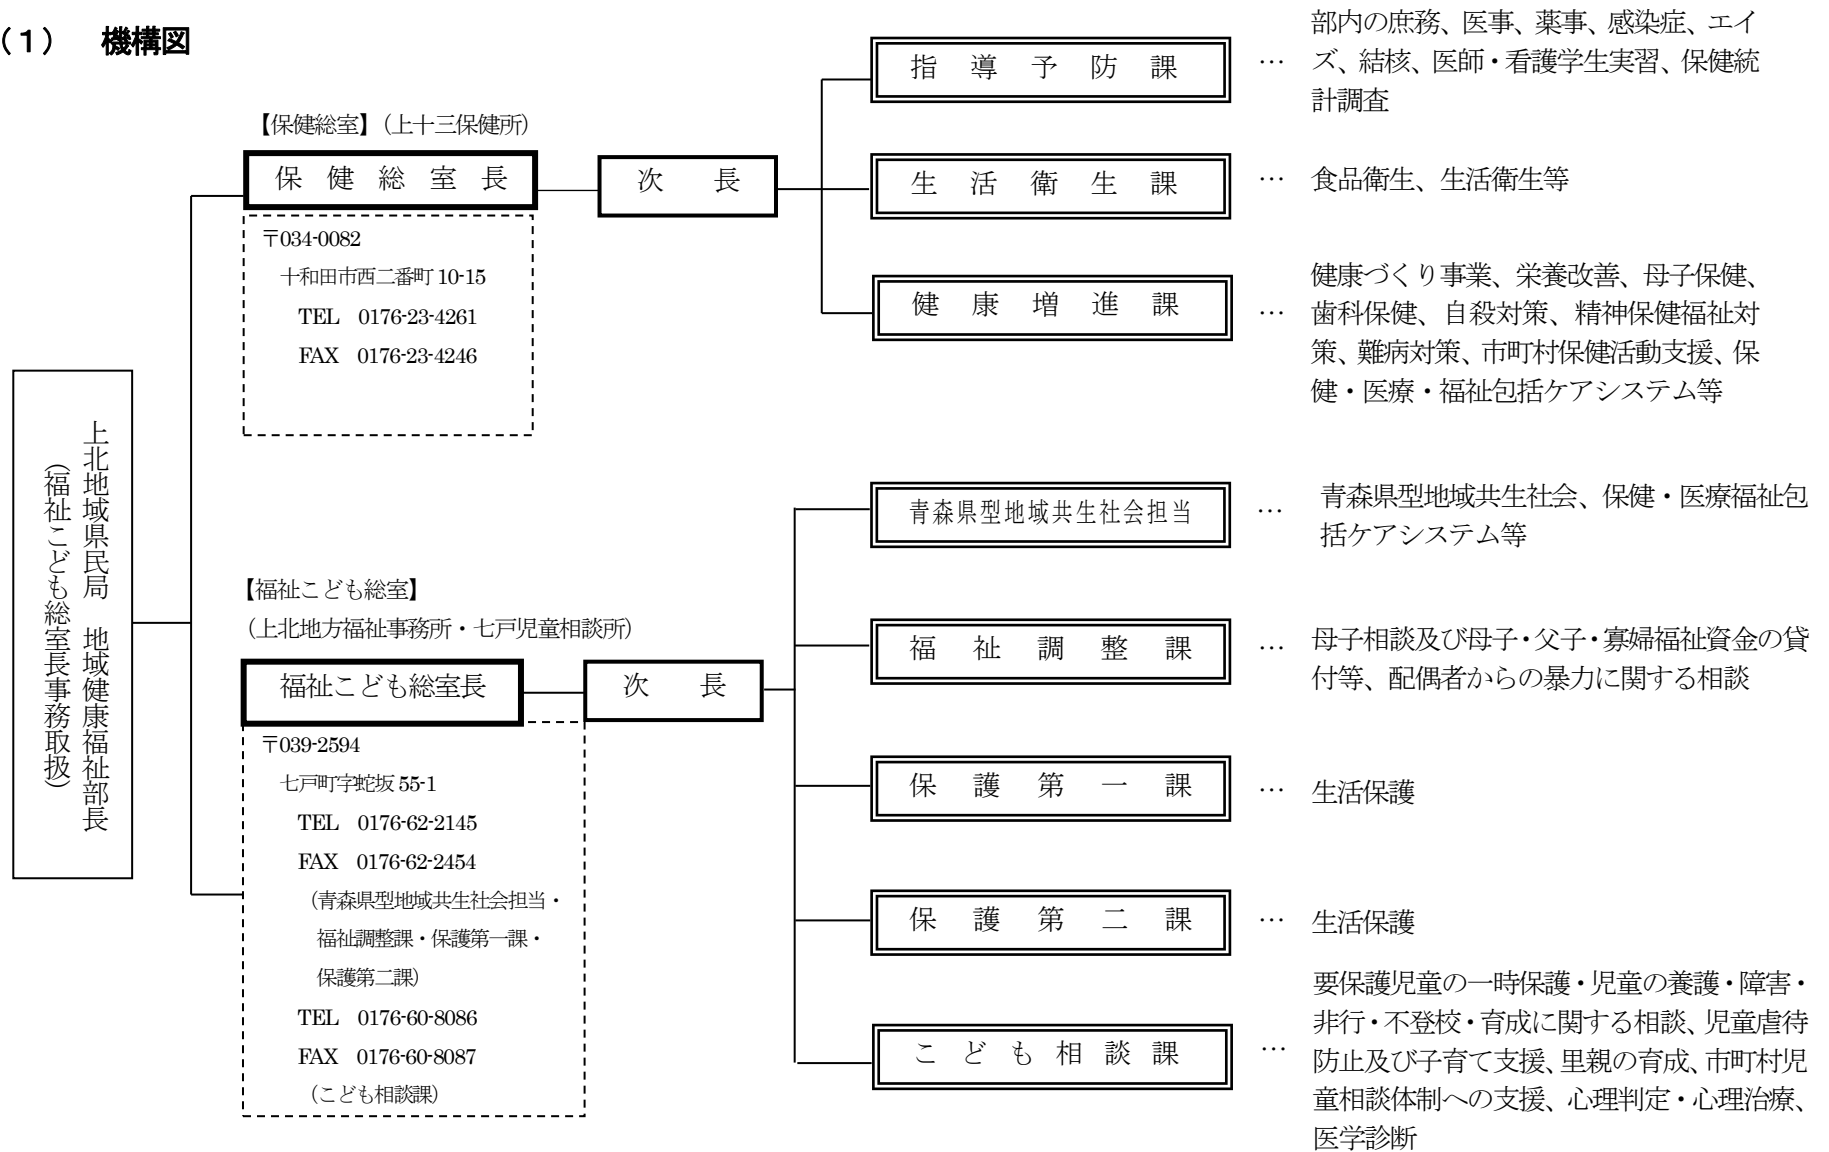 (１)　機構図
上北地域県民局　地域健康福祉部長
(福祉こども総室長事務取扱)
【保健総室】(上十三保健所)
保健総室長
〒034-0082
十和田市西二番町 10-15
TEL　0176-23-4261
FAX　0176-23-4246
次　長
指導予防課
… 部内の庶務、医事、薬事、感染症、エイ
ズ、結核、医師・看護学生実習、保健統
計調査
生活衛生課
… 食品衛生、生活衛生等
健康増進課
… 健康づくり事業、栄養改善、母子保健、
歯科保健、自殺対策、精神保健福祉対
策、難病対策、市町村保健活動支援、保
健・医療・福祉包括ケアシステム等
【福祉こども総室】
(上北地方福祉事務所・七戸児童相談所)
福祉こども総室長
〒039-2594
七戸町字蛇坂 55-1
TEL　0176-62-2145
FAX　0176-62-2454
(青森県型地域共生社会担当・
福祉調整課・保護第一課・
保護第二課)
TEL　0176-60-8086
FAX　0176-60-8087
(こども相談課)
次　長
青森県型地域共生社会担当
… 青森県型地域共生社会、保健・医療福祉包
括ケアシステム等
福祉調整課
… 母子相談及び母子・父子・寡婦福祉資金の貸
付等、配偶者からの暴力に関する相談
保護第一課
… 生活保護
保護第二課
… 生活保護
こども相談課
… 要保護児童の一時保護・児童の養護・障害・
非行・不登校・育成に関する相談、児童虐待
防止及び子育て支援、里親の育成、市町村児
童相談体制への支援、心理判定・心理治療、
医学診断